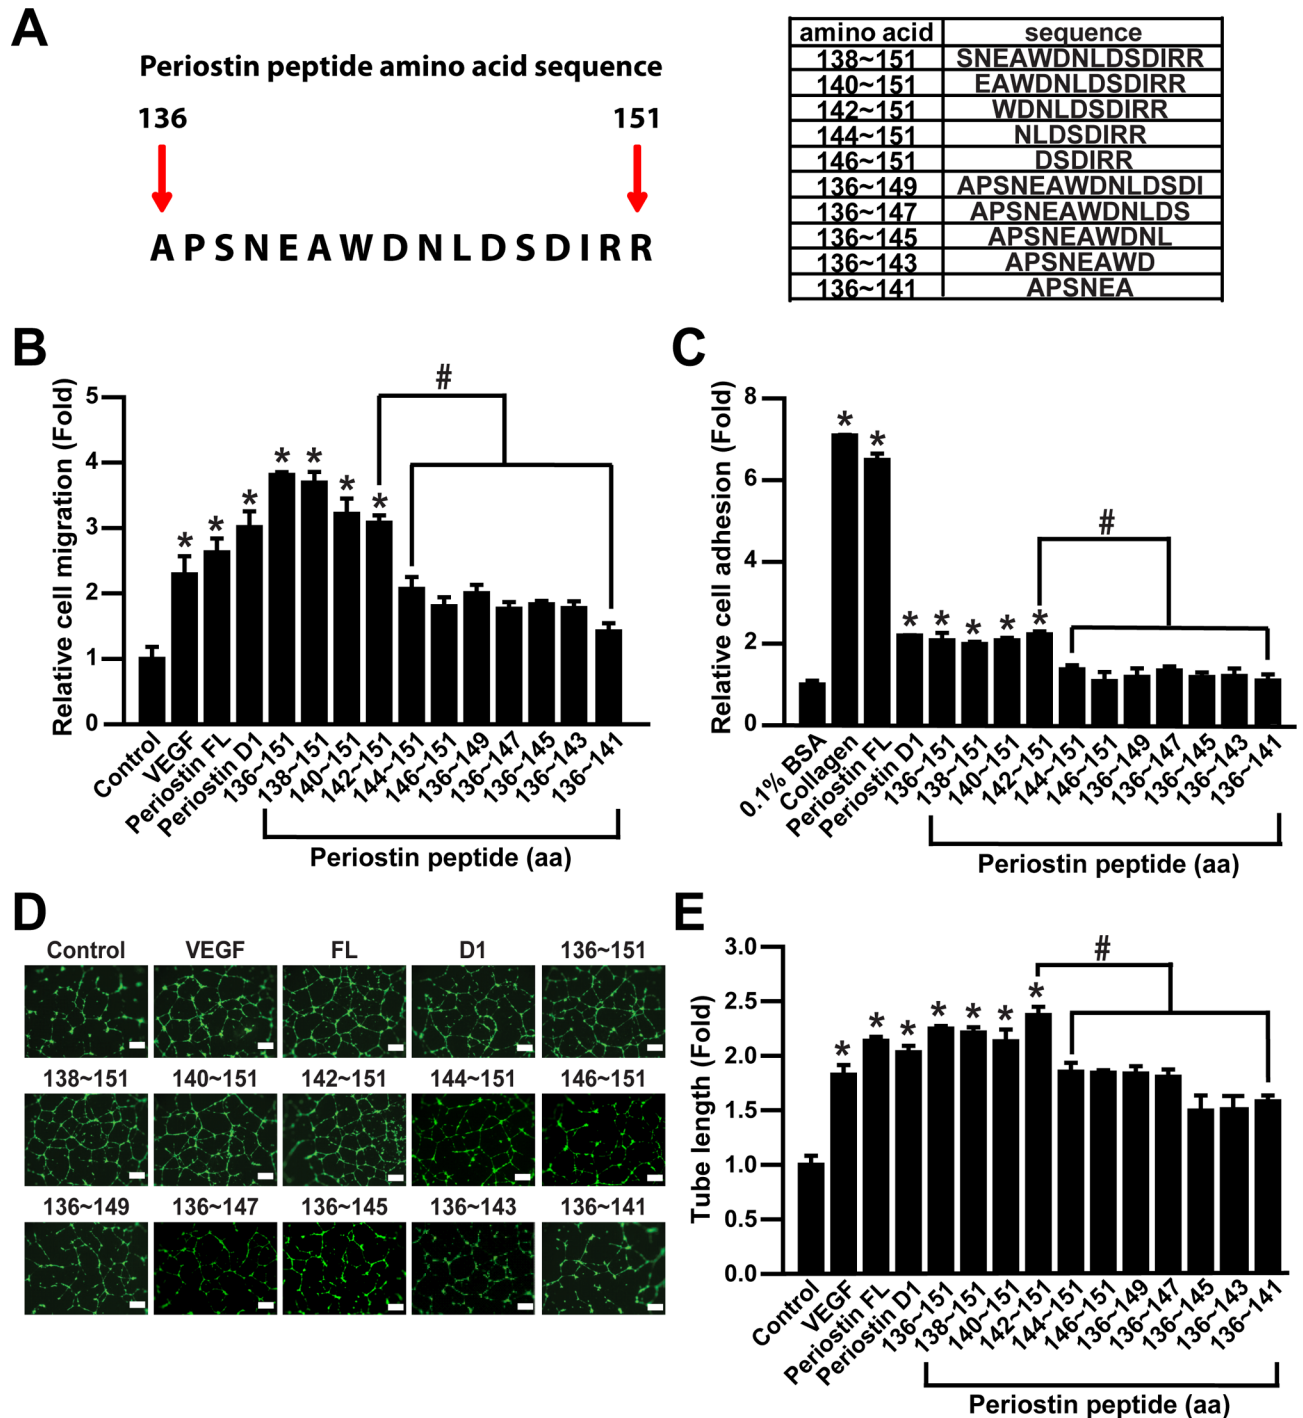 A
Periostin peptide amino acid sequence
136 151
A P S N E A W D N L D S D I R R
amino acid sequence
138~151 SNEAWDNLDSDIRR
140~151 EAWDNLDSDIRR
142~151 WDNLDSDIRR
144~151 NLDSDIRR
146~151 DSDIRR
136~149 APSNEAWDNLDSDI
136~147 APSNEAWDNLDS
136~145 APSNEAWDNL
136~143 APSNEAWD
136~141 APSNEA
B
Relative cell migration (Fold)
5
4
3
2
1
0
#
* * * * * * *
Control
VEGF
Periostin FL
Periostin D1
136~151
138~151
140~151
142~151
144~151
146~151
136~149
136~147
136~145
136~143
136~141
Periostin peptide (aa)
C
Relative cell adhesion (Fold)
8
6
4
2
0
#
* * * * * * *
0.1% BSA
Collagen
Periostin FL
Periostin D1
136~151
138~151
140~151
142~151
144~151
146~151
136~149
136~147
136~145
136~143
136~141
Periostin peptide (aa)
D
Control VEGF FL D1 136~151
138~151 140~151 142~151 144~151 146~151
136~149 136~147 136~145 136~143 136~141
E
Tube length (Fold)
3.0
2.5
2.0
1.5
1.0
0.5
0.0
#
* * * * * * *
Control
VEGF
Periostin FL
Periostin D1
136~151
138~151
140~151
142~151
144~151
146~151
136~149
136~147
136~145
136~143
136~141
Periostin peptide (aa)